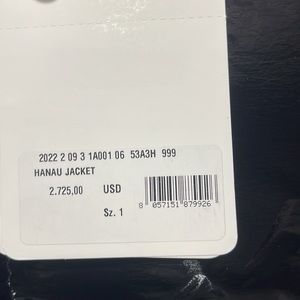 2022 2 09 3 1A001 06 53A3H 999
HANAU JACKET
2.725,00 USD
Sz. 1
8 057151 879926